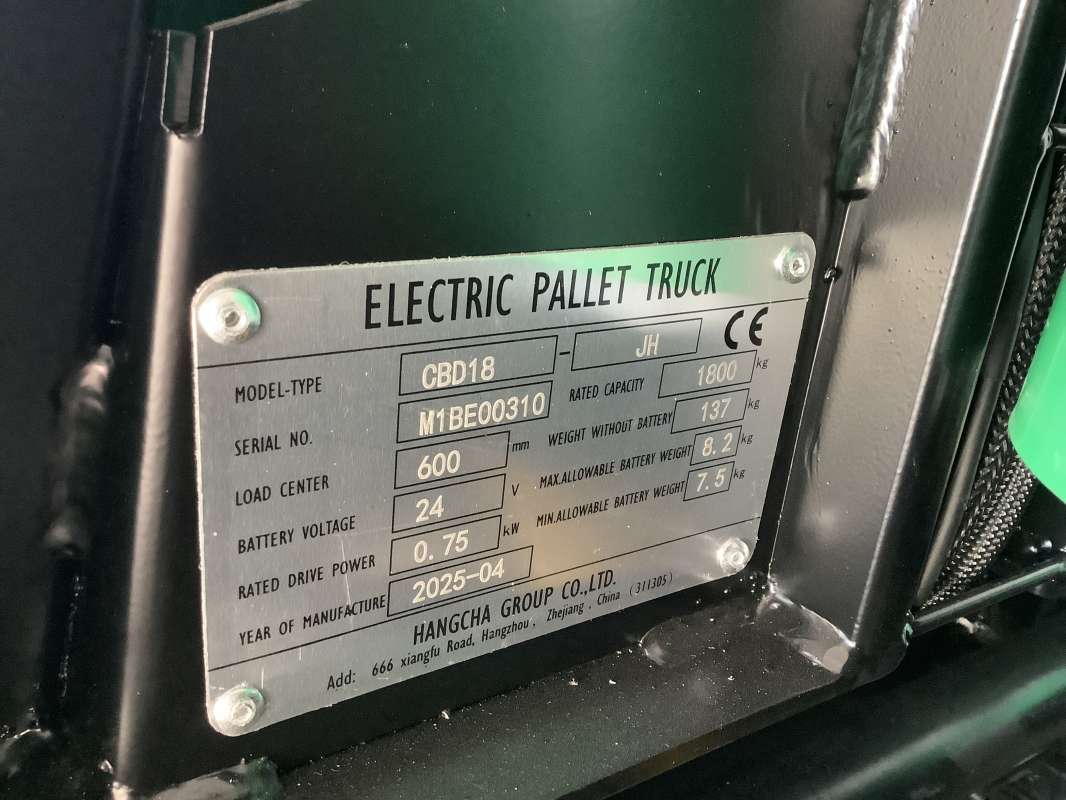 ELECTRIC PALLET TRUCK
CE
MODEL-TYPE CBD18 - JH
SERIAL NO. M1BE00310 RATED CAPACITY 1800 kg
LOAD CENTER 600 mm WEIGHT WITHOUT BATTERY 137 kg
BATTERY VOLTAGE 24 V MAX.ALLOWABLE BATTERY WEIGHT 8.2 kg
RATED DRIVE POWER 0.75 kW MIN.ALLOWABLE BATTERY WEIGHT 7.5 kg
YEAR OF MANUFACTURE 2025-04
HANGCHA GROUP CO.,LTD.
Add: 666 xiangfu Road, Hangzhou, Zhejiang, China (311305)